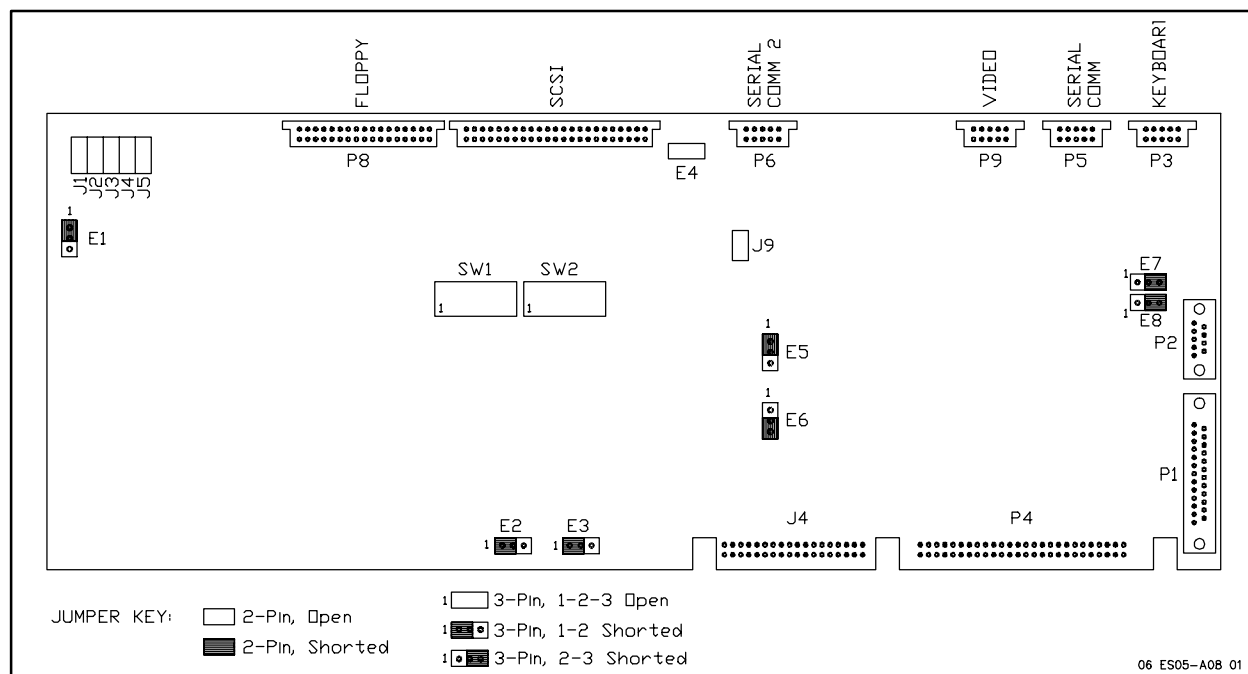 FLOPPY
SCSI
SERIAL
COMM 2
VIDEO
SERIAL
COMM
KEYBOARD
P8
E4
P6
P9
P5
P3
J1
J2
J3
J4
J5
1
E1
J9
SW1
SW2
1
1
E7
1
1
E8
P2
1
E5
1
E6
P1
E2
E3
1
1
J4
P4
JUMPER KEY:
2-Pin, Open
2-Pin, Shorted
1 3-Pin, 1-2-3 Open
1 3-Pin, 1-2 Shorted
1 3-Pin, 2-3 Shorted
06 ES05-A08 01